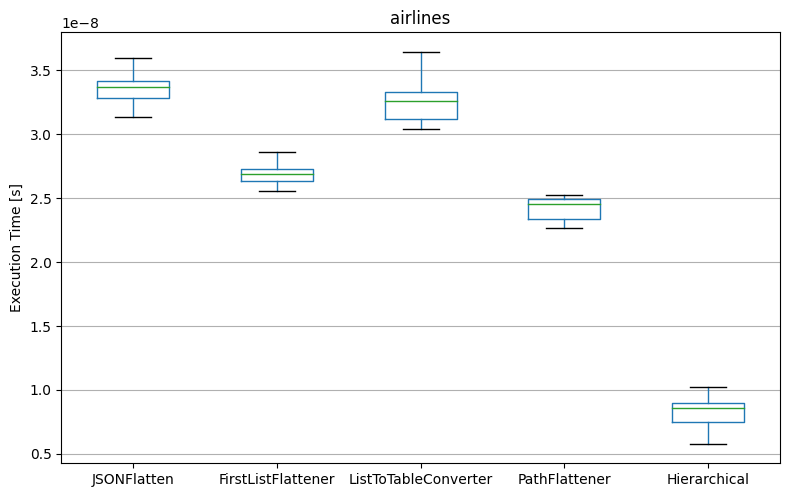 airlines
1e−8
3.5
3.0
2.5
2.0
1.5
1.0
0.5
Execution Time [s]
JSONFlatten FirstListFlattener ListToTableConverter PathFlattener Hierarchical